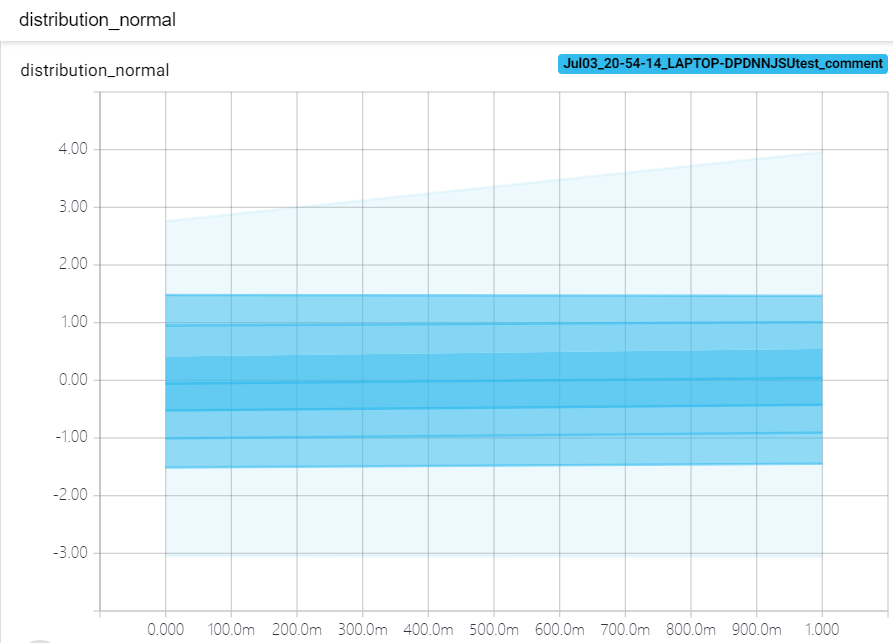 distribution_normal
distribution_normal
Jul03_20-54-14_LAPTOP-DPDNNJSUtest_comment
4.00
3.00
2.00
1.00
0.00
-1.00
-2.00
-3.00
0.000 100.0m 200.0m 300.0m 400.0m 500.0m 600.0m 700.0m 800.0m 900.0m 1.000